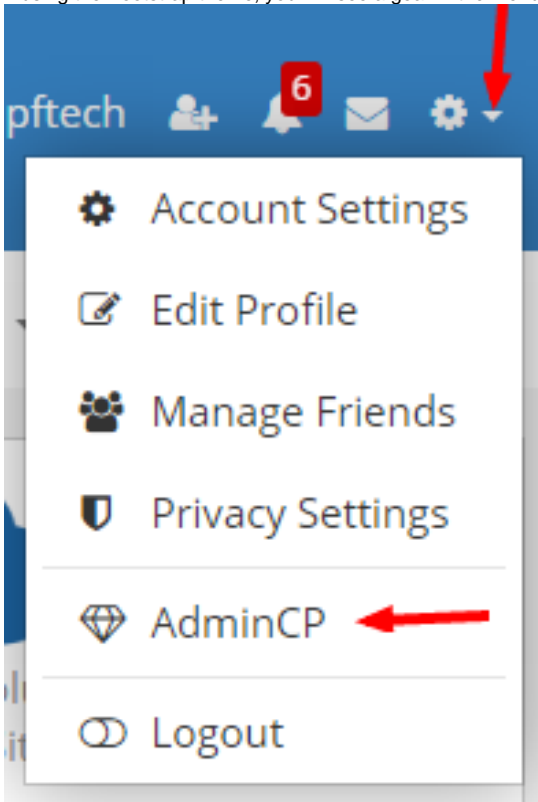 pftech 6
Account Settings
Edit Profile
Manage Friends
Privacy Settings
AdminCP
Logout